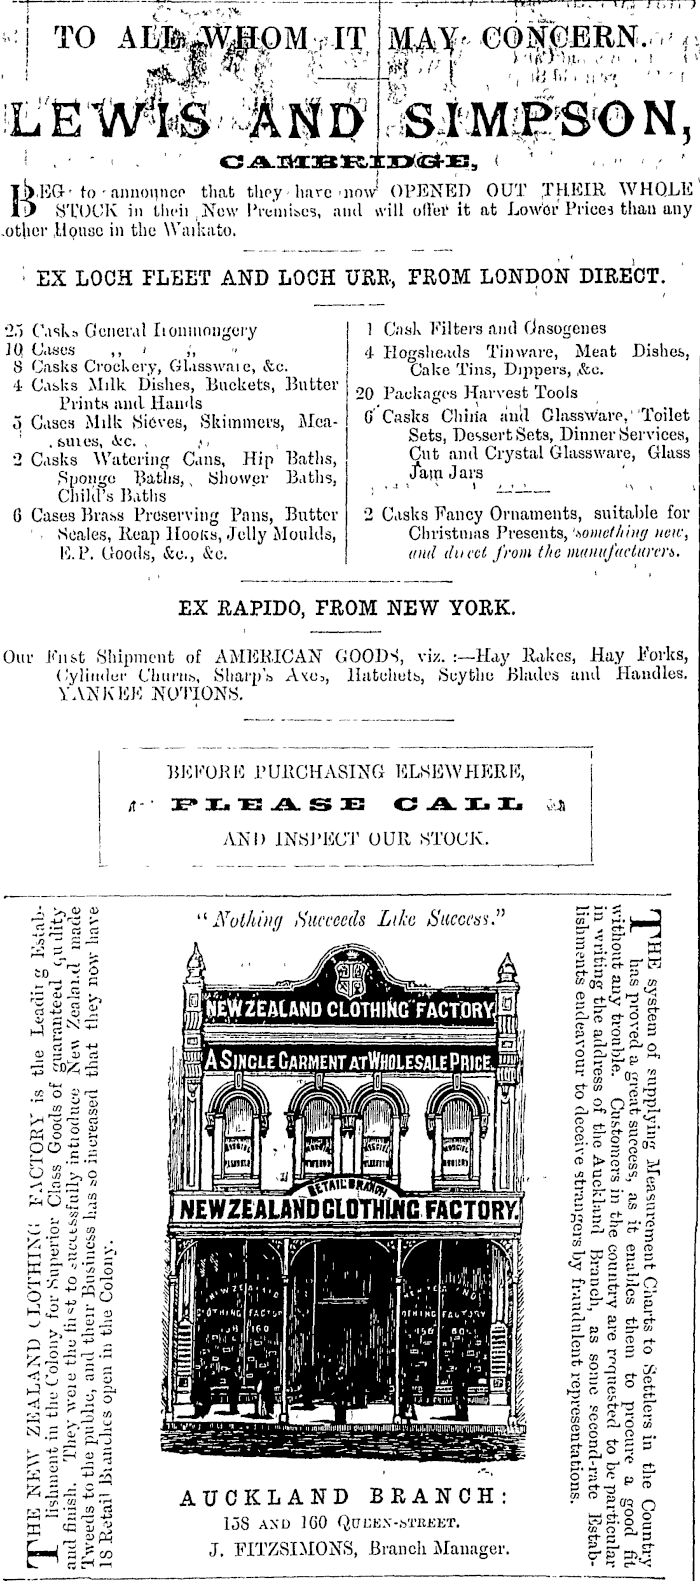 TO ALL WHOM IT MAY CONCERN.
LEWIS AND SIMPSON,
CAMBRIDGE,
BEG to announce that they have now OPENED OUT THEIR WHOLE
STOCK in their New Premises, and will offer it at Lower Prices than any
other House in the Waikato.
EX LOCH FLEET AND LOCH URR, FROM LONDON DIRECT.
25 Casks General Ironmongery
10 Cases ,, ,, ,,
8 Casks Crockery, Glassware, &c.
4 Casks Milk Dishes, Buckets, Butter
Prints and Hands
5 Cases Milk Sieves, Skimmers, Mea-
sures, &c.
2 Casks Watering Cans, Hip Baths,
Sponge Baths, Shower Baths,
Child's Baths
6 Cases Brass Preserving Pans, Butter
Scales, Reap Hooks, Jelly Moulds,
E.P. Goods, &c., &c.
1 Cask Filters and Gasogenes
4 Hogsheads Tinware, Meat Dishes,
Cake Tins, Dippers, &c.
20 Packages Harvest Tools
6 Casks China and Glassware, Toilet
Sets, Dessert Sets, Dinner Services,
Cut and Crystal Glassware, Glass
Jam Jars
2 Casks Fancy Ornaments, suitable for
Christmas Presents, something new,
and direct from the manufacturers.
EX RAPIDO, FROM NEW YORK.
Our First Shipment of AMERICAN GOODS, viz. :—Hay Rakes, Hay Forks,
Cylinder Churns, Sharp's Axes, Hatchets, Scythe Blades and Handles.
YANKEE NOTIONS.
BEFORE PURCHASING ELSEWHERE,
PLEASE CALL
AND INSPECT OUR STOCK.
THE NEW ZEALAND CLOTHING FACTORY is the Leading Estab-
lishment in the Colony for Superior Class Goods of guaranteed quality
and finish. They were the first to successfully introduce New Zealand made
Tweeds to the public, and their Business has so increased that they now have
18 Retail Branches open in the Colony.
"Nothing Succeeds Like Success."
NEW ZEALAND CLOTHING FACTORY
A SINGLE GARMENT AT WHOLESALE PRICE.
RETAIL BRANCH
NEW ZEALAND CLOTHING FACTORY.
NEW ZEALAND
CLOTHING FACTORY
158 160
CLOTHING FACTORY
AUCKLAND BRANCH:
158 AND 160 QUEEN-STREET.
J. FITZSIMONS, Branch Manager.
THE system of supplying Measurement Charts to Settlers in the Country
has proved a great success, as it enables them to procure a good fit
without any trouble. Customers in the country are requested to be particular
in writing the address of the Auckland Branch, as some second-rate Estab-
lishments endeavour to deceive strangers by fraudulent representations.